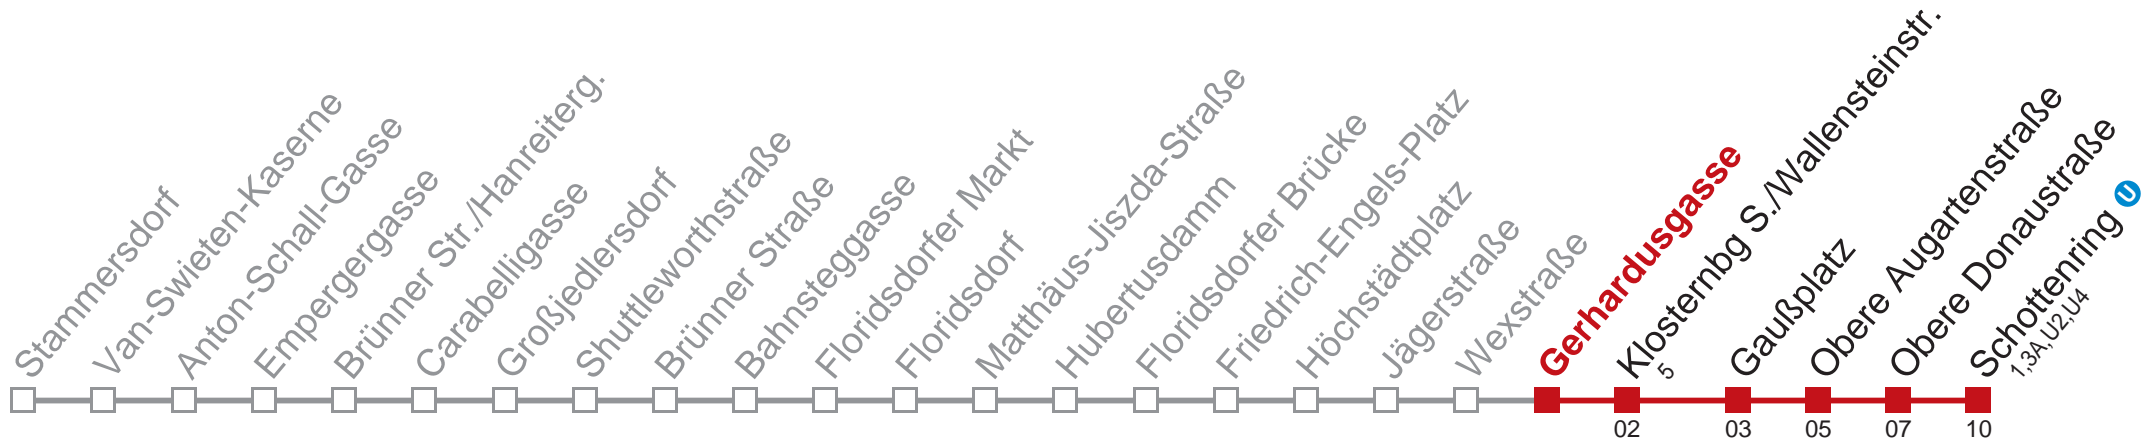 Stammersdorf
Van-Swieten-Kaserne
Anton-Schall-Gasse
Empergergasse
Brünner Str./Hanreiterg.
Carabelligasse
Großjedlersdorf
Shuttleworthstraße
Brünner Straße
Bahnsteggasse
Floridsdorfer Markt
Floridsdorf
Matthäus-Jiszda-Straße
Hubertusdamm
Floridsdorfer Brücke
Friedrich-Engels-Platz
Höchstädtplatz
Jägerstraße
Wexstraße
Gerhardusgasse
Klosternbg S./Wallensteinstr.
5
02
Gaußplatz
03
Obere Augartenstraße
05
Obere Donaustraße
07
Schottenring U
1,3A,U2,U4
10